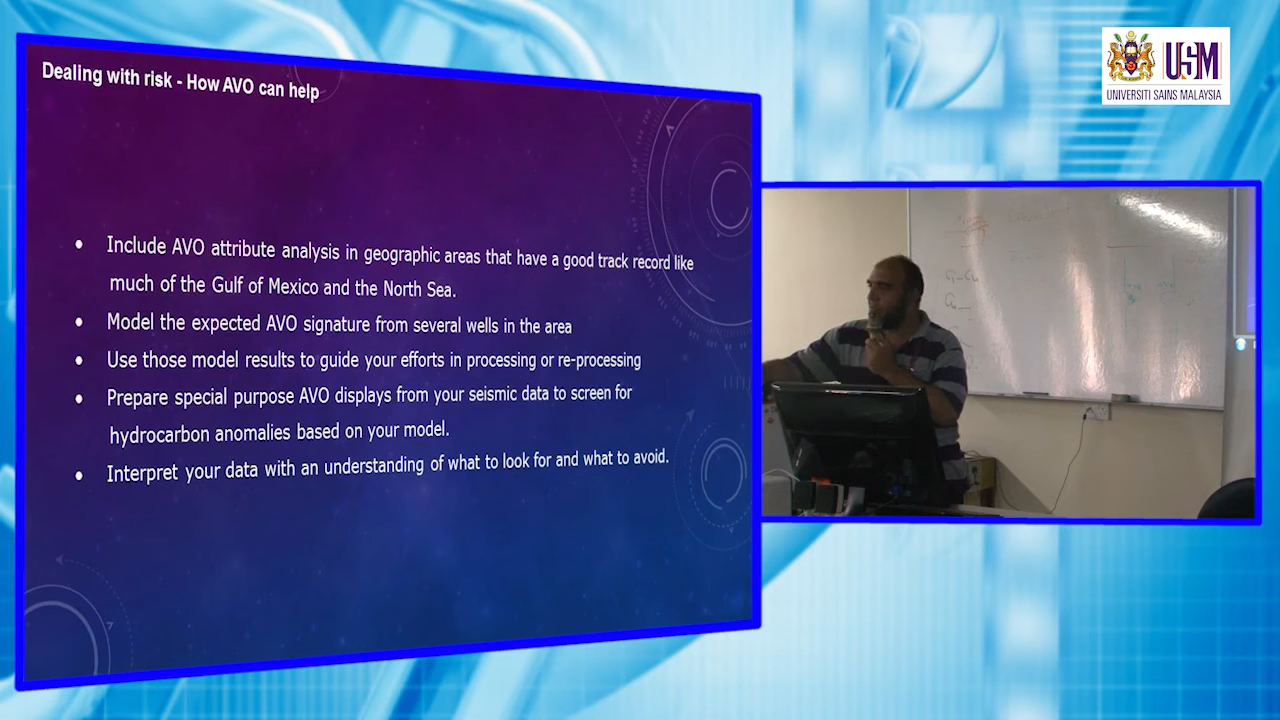 Dealing with risk - How AVO can help
• Include AVO attribute analysis in geographic areas that have a good track record like
much of the Gulf of Mexico and the North Sea.
• Model the expected AVO signature from several wells in the area
• Use those model results to guide your efforts in processing or re-processing
• Prepare special purpose AVO displays from your seismic data to screen for
hydrocarbon anomalies based on your model.
• Interpret your data with an understanding of what to look for and what to avoid.
USM
UNIVERSITI SAINS MALAYSIA